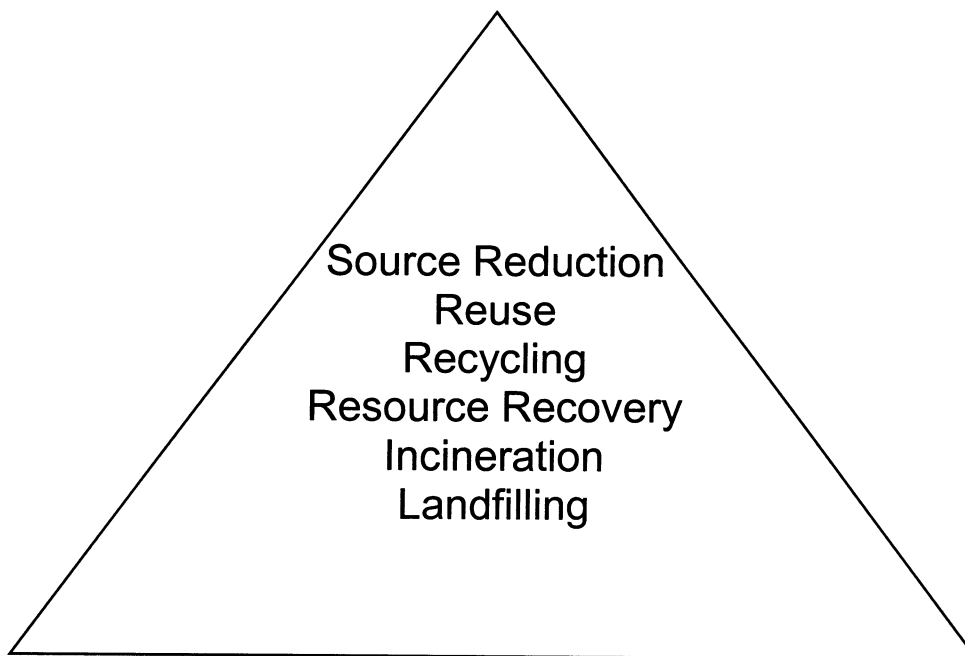 Source Reduction
Reuse
Recycling
Resource Recovery
Incineration
Landfilling